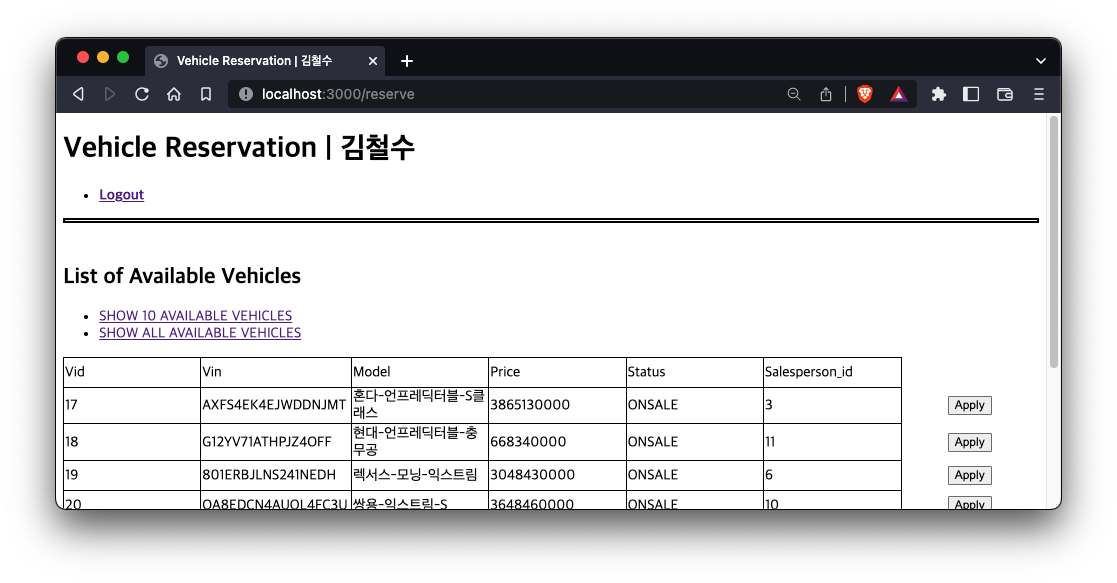 Vehicle Reservation | 김철수
localhost:3000/reserve
Vehicle Reservation | 김철수
Logout
List of Available Vehicles
SHOW 10 AVAILABLE VEHICLES
SHOW ALL AVAILABLE VEHICLES
Vid Vin Model Price Status Salesperson_id
17 AXFS4EK4EJWDDNJMT 혼다-언프레딕터블-S클 3865130000 ONSALE 3 Apply
래스
18 G12YV71ATHPJZ4OFF 현대-언프레딕터블-충 668340000 ONSALE 11 Apply
무공
19 801ERBJLNS241NEDH 렉서스-모닝-익스트림 3048430000 ONSALE 6 Apply
20 OA8EDCN4AUOL4FC3U 쌍용-익스트림-S 3648460000 ONSALE 10 Apply